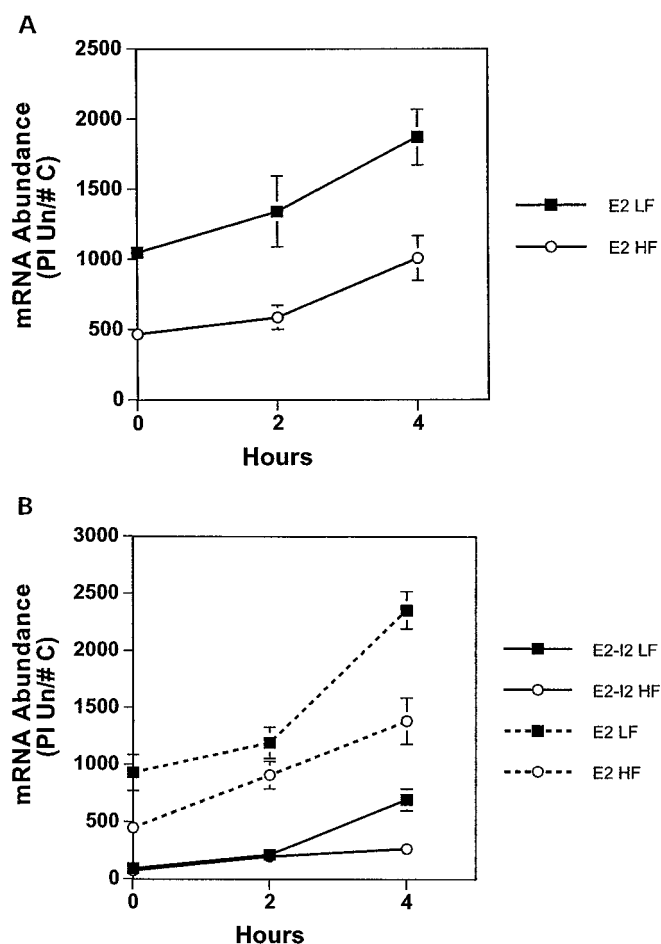 A
2500
2000
1500
1000
500
0
mRNA Abundance
(PI Un/# C)
0 2 4
Hours
E2 LF
E2 HF
B
3000
2500
2000
1500
1000
500
0
mRNA Abundance
(PI Un/# C)
0 2 4
Hours
E2-I2 LF
E2-I2 HF
E2 LF
E2 HF